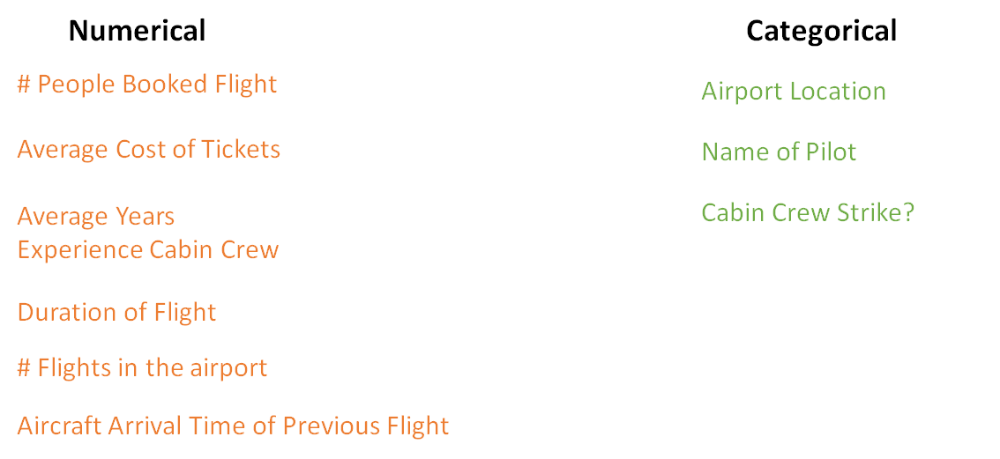 Numerical
# People Booked Flight
Average Cost of Tickets
Average Years
Experience Cabin Crew
Duration of Flight
# Flights in the airport
Aircraft Arrival Time of Previous Flight
Categorical
Airport Location
Name of Pilot
Cabin Crew Strike?